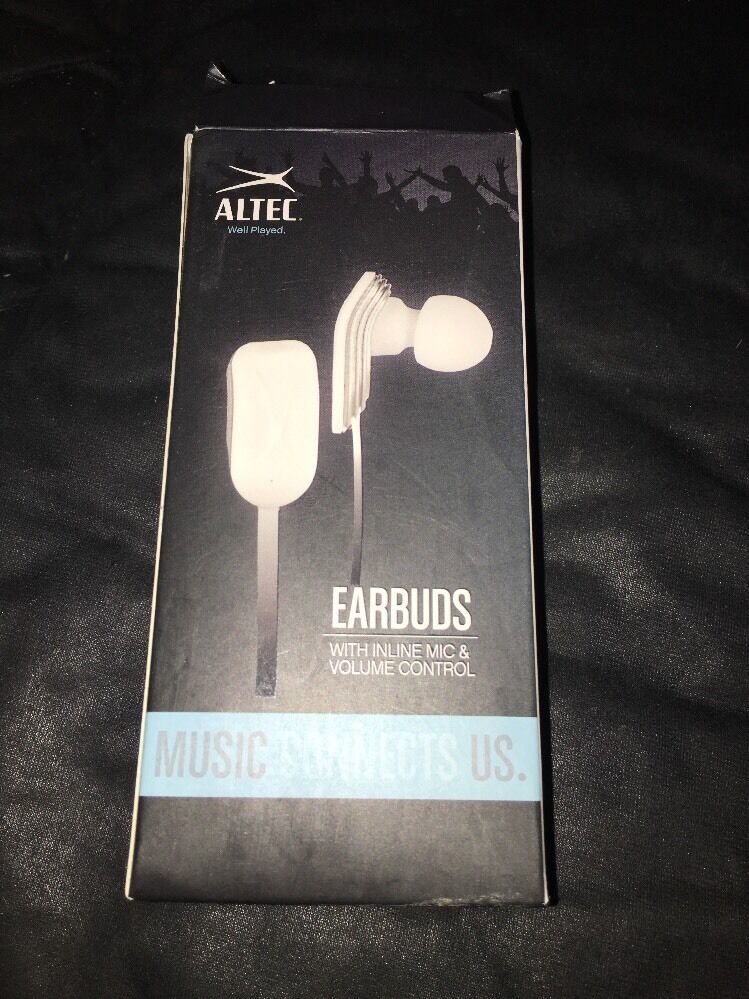 ALTEC.
Well Played.
EARBUDS
WITH INLINE MIC &
VOLUME CONTROL
MUSIC CONNECTS US.